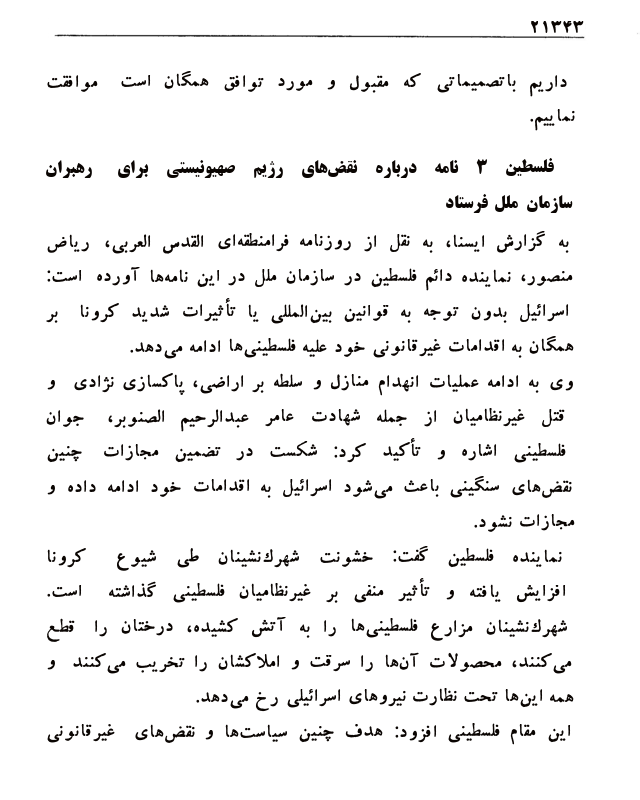 ۲۱۳۴۳
داریم باتصمیماتی که مقبول و مورد توافق همگان است موافقت
نماییم.
فلسطین ۳ نامه درباره نقض‌های رژیم صهیونیستی برای رهبران
سازمان ملل فرستاد
به گزارش ایسنا، به نقل از روزنامه فرامنطقه‌ای القدس العربی، ریاض
منصور، نماینده دائم فلسطین در سازمان ملل در این نامه‌ها آورده است:
اسرائیل بدون توجه به قوانین بین‌المللی یا تأثیرات شدید کرونا بر
همگان به اقدامات غیرقانونی خود علیه فلسطینی‌ها ادامه می‌دهد.
وی به ادامه عملیات انهدام منازل و سلطه بر اراضی، پاکسازی نژادی و
قتل غیرنظامیان از جمله شهادت عامر عبدالرحیم الصنوبر، جوان
فلسطینی اشاره و تأکید کرد: شکست در تضمین مجازات چنین
نقض‌های سنگینی باعث می‌شود اسرائیل به اقدامات خود ادامه داده و
مجازات نشود.
نماینده فلسطین گفت: خشونت شهرک‌نشینان طی شیوع کرونا
افزایش یافته و تأثیر منفی بر غیرنظامیان فلسطینی گذاشته است.
شهرک‌نشینان مزارع فلسطینی‌ها را به آتش کشیده، درختان را قطع
می‌کنند، محصولات آن‌ها را سرقت و املاکشان را تخریب می‌کنند و
همه این‌ها تحت نظارت نیروهای اسرائیلی رخ می‌دهد.
این مقام فلسطینی افزود: هدف چنین سیاست‌ها و نقض‌های غیرقانونی